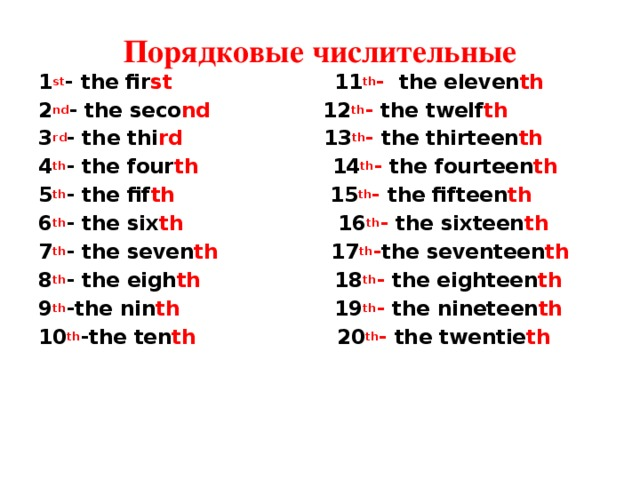 Порядковые числительные
1st- the first 11th- the eleventh
2nd- the second 12th- the twelfth
3rd- the third 13th- the thirteenth
4th- the fourth 14th- the fourteenth
5th- the fifth 15th- the fifteenth
6th- the sixth 16th- the sixteenth
7th- the seventh 17th-the seventeenth
8th- the eighth 18th- the eighteenth
9th-the ninth 19th- the nineteenth
10th-the tenth 20th- the twentieth